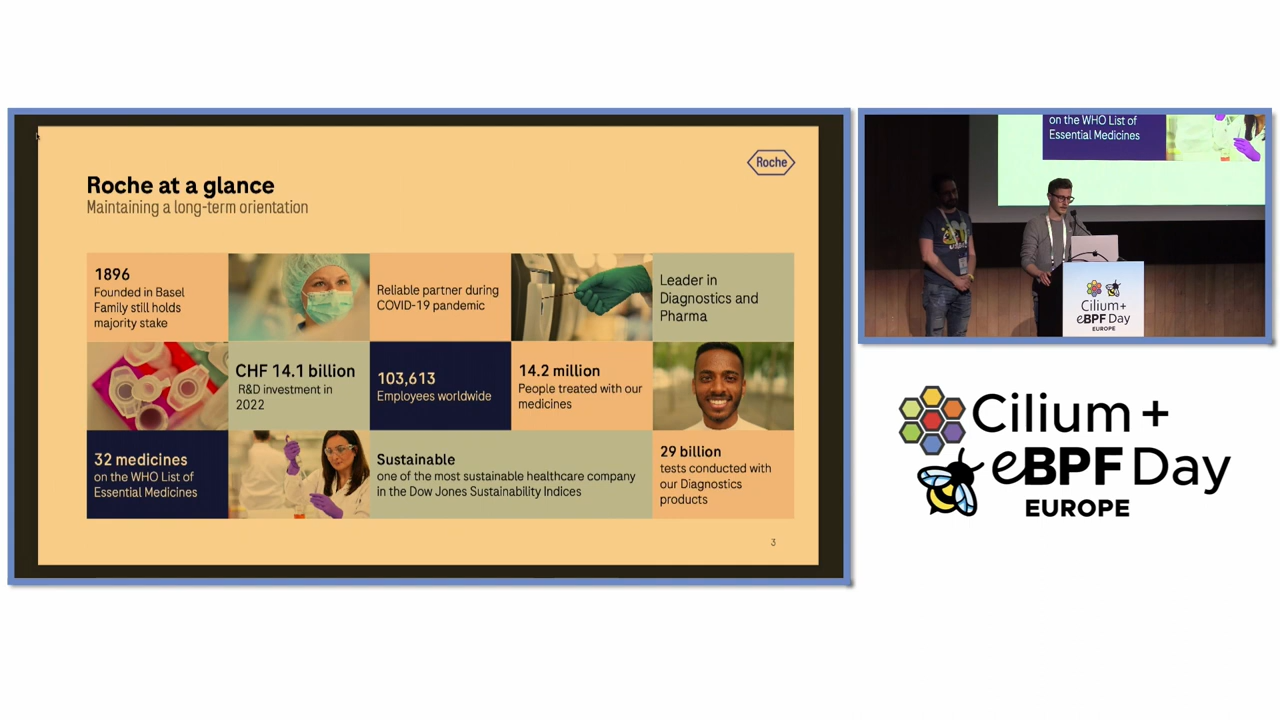 Roche at a glance
Maintaining a long-term orientation
Roche
1896
Founded in Basel
Family still holds
majority stake
Reliable partner during
COVID-19 pandemic
Leader in
Diagnostics and
Pharma
CHF 14.1 billion
R&D investment in
2022
103,613
Employees worldwide
14.2 million
People treated with our
medicines
32 medicines
on the WHO List of
Essential Medicines
Sustainable
one of the most sustainable healthcare company
in the Dow Jones Sustainability Indices
29 billion
tests conducted with
our Diagnostics
products
3
on the WHO List of
Essential Medicines
Cilium+
eBPF Day
EUROPE
Cilium +
eBPF Day
EUROPE